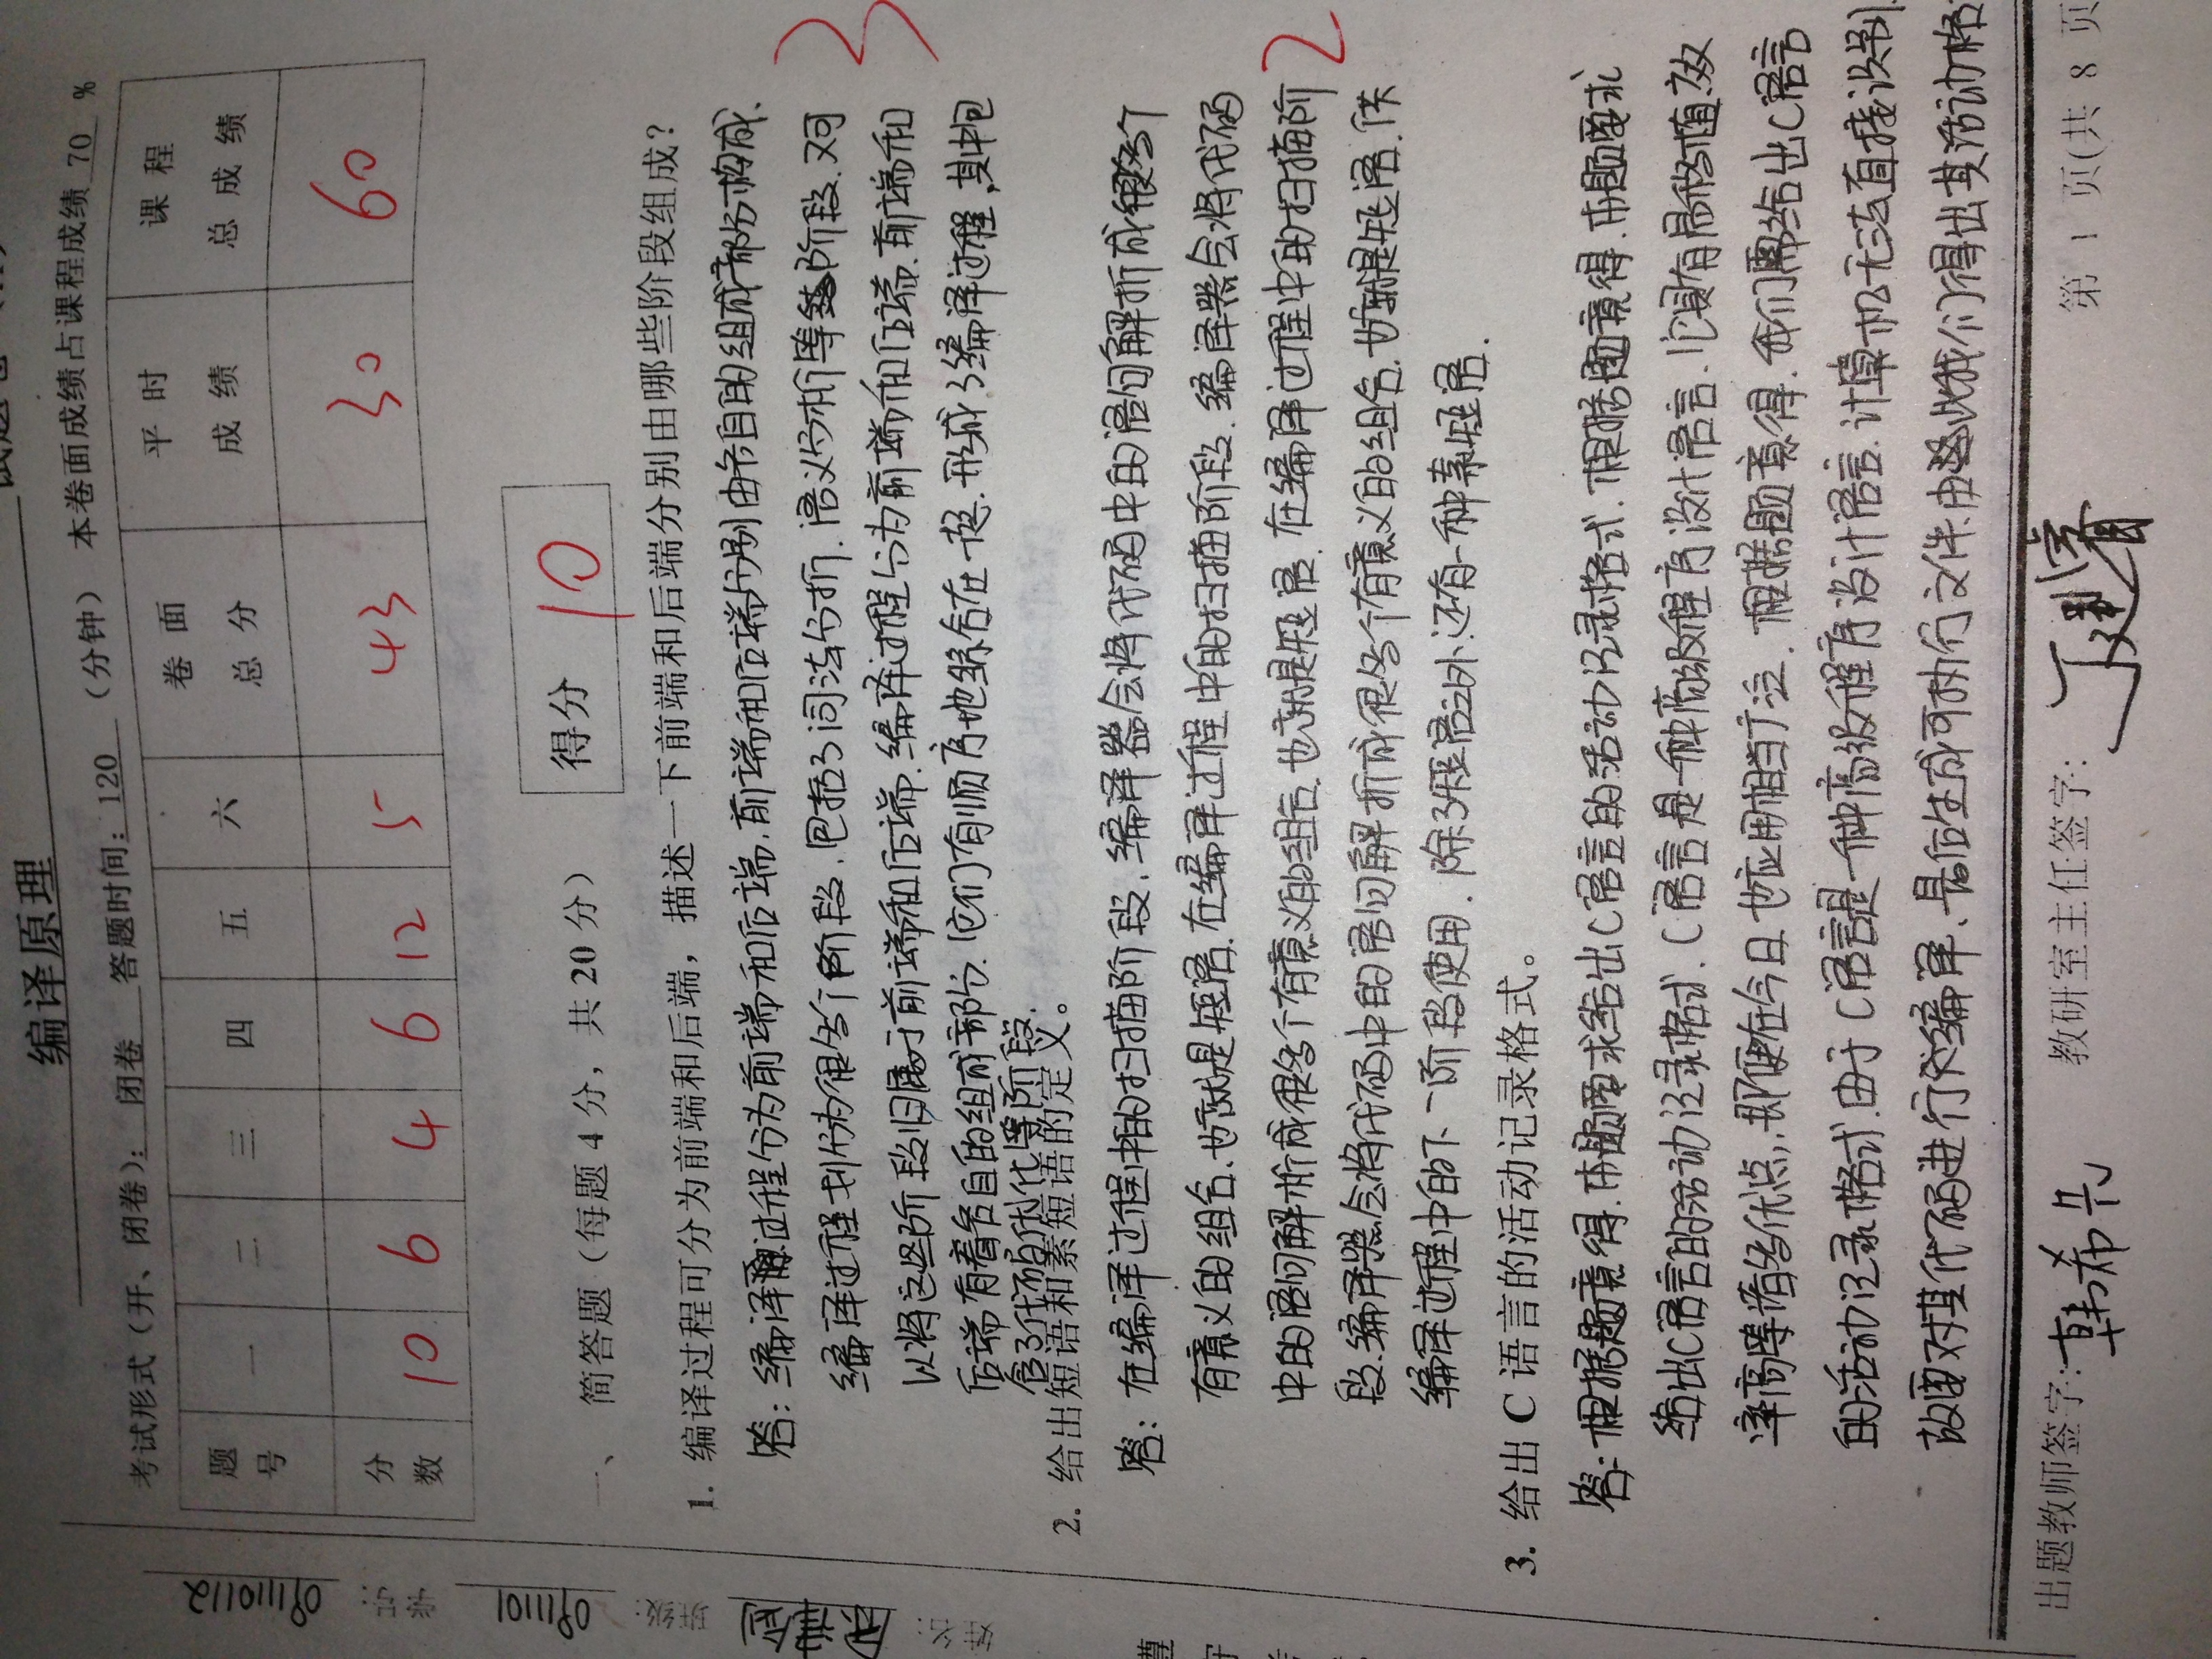 编译原理
考试形式（开、闭卷）：闭卷 答题时间：120（分钟） 本卷面成绩占课程成绩 70 %
题号 一 二 三 四 五 六 卷面总分 平时成绩 课程总成绩
分数 10 6 4 6 12 5 43 30 60
一、 简答题（每题 4 分，共 20 分）
得分 10
1. 编译过程可分为前端和后端，描述一下前端和后端分别由哪些阶段组成？
答：编译过程分为前端和后端，前端和后端分别由各自的组成部分构成，
编译过程划分为很多个阶段，包括了词法分折、语义分析等阶段，又可
以将这些阶段归属于前端和后端，编译过程分为前端和后端，前端和
后端有着各自的组成部分，它们有顺序地综合在一起，形成了编译过程，其中包
含了代码优化等阶段.
3
2. 给出短语和素短语的定义。
答：在编译过程中的扫描阶段，编译器会将代码中的语句解折成很多个
有意义的组合，也就是短语，在编译过程中的扫描阶段，编译器会将代码
中的语句解析成很多个有意义的组合，也就是短语，在编译过程中的扫描阶
段，编译器会将代码中的语句解折成很多个有意义的组合，也就是短语，供
编译过程中的下一阶段使用，除了短语之外，还有一种素短语.
2
3. 给出 C 语言的活动记录格式。
答：根据题意得，本题要求给出C语言的活动记录格式，根据题意得，本题要求
给出C语言的活动记录格式，C语言是一种高级程序设计语言，它具有易移植、效
率高等诸多优点，即便在今日也应用相当广泛，根据题意得，我们需给出C语言
的活动记录格式，由于C语言是一种高级程序设计语言，计算机无法直接识别，
故要对其代码进行编译，最后生成可执行文件，由此我们得出其活动格
出题教师签字： 教研室主任签字： 第 1 页(共 8 页
学号：0911101112
班级：0911101
姓名：
遵
守